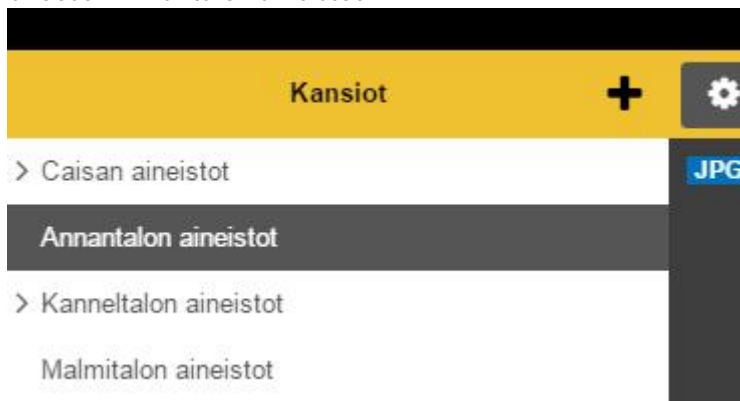 Kansiot
JPG
Caisan aineistot
Annantalon aineistot
Kanneltalon aineistot
Malmitalon aineistot